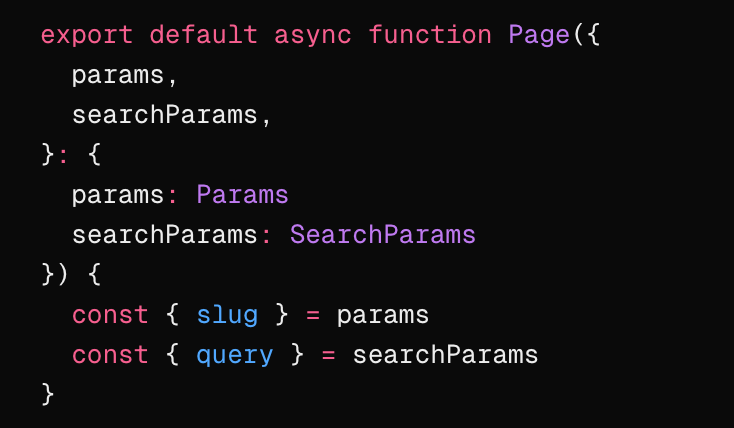 export default async function Page({
  params,
  searchParams,
}: {
  params: Params
  searchParams: SearchParams
}) {
  const { slug } = params
  const { query } = searchParams
}